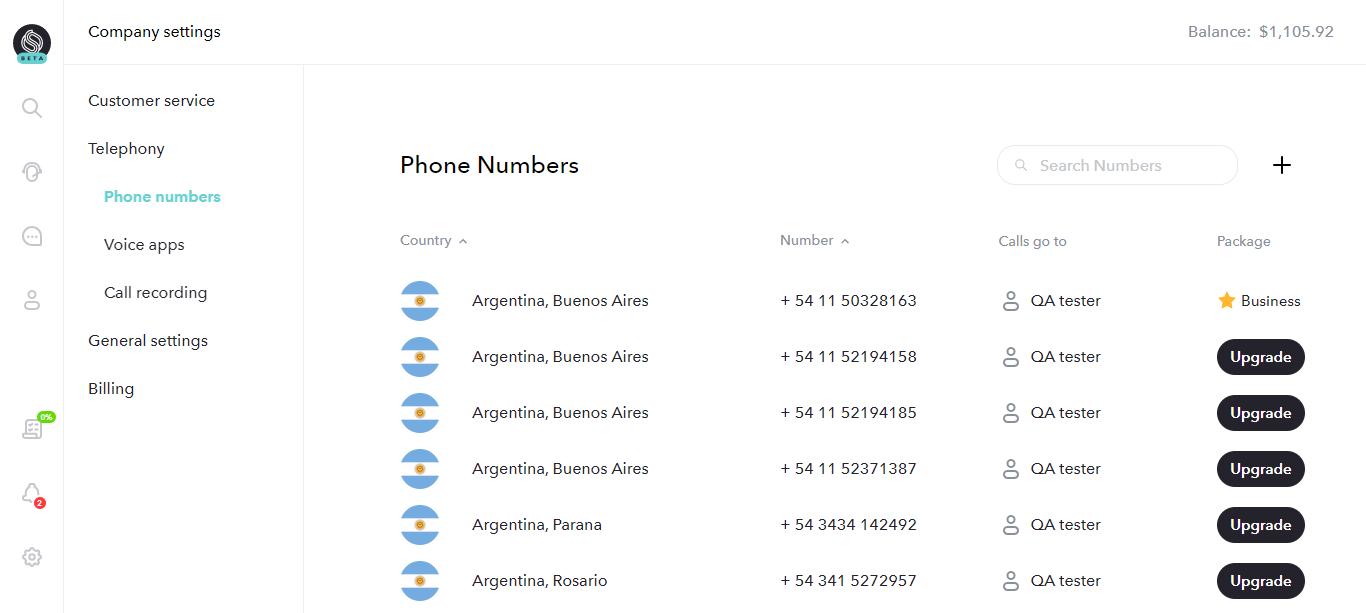 Company settings
Balance: $1,105.92
BETA
Customer service
Telephony
Phone numbers
Voice apps
Call recording
General settings
Billing
0%
2
Phone Numbers
Search Numbers
Country Number Calls go to Package
Argentina, Buenos Aires + 54 11 50328163 QA tester Business
Argentina, Buenos Aires + 54 11 52194158 QA tester Upgrade
Argentina, Buenos Aires + 54 11 52194185 QA tester Upgrade
Argentina, Buenos Aires + 54 11 52371387 QA tester Upgrade
Argentina, Parana + 54 3434 142492 QA tester Upgrade
Argentina, Rosario + 54 341 5272957 QA tester Upgrade